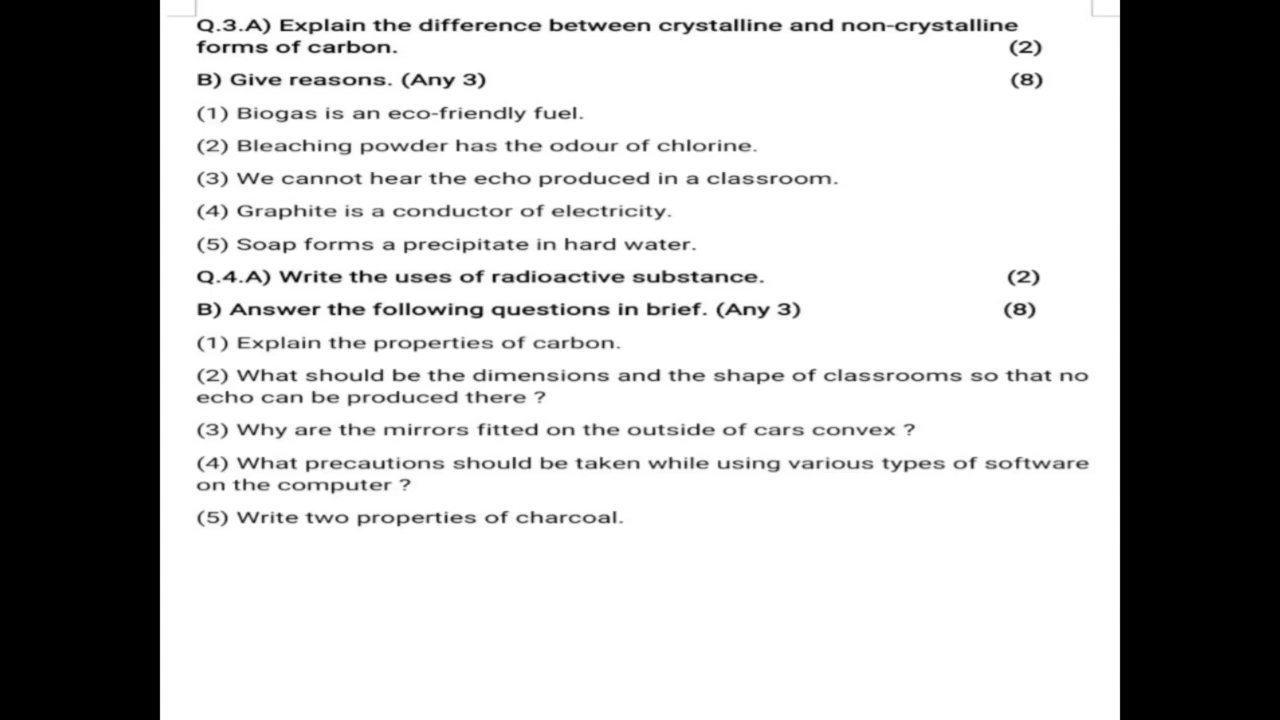 Q.3.A) Explain the difference between crystalline and non-crystalline
forms of carbon. (2)
B) Give reasons. (Any 3) (8)
(1) Biogas is an eco-friendly fuel.
(2) Bleaching powder has the odour of chlorine.
(3) We cannot hear the echo produced in a classroom.
(4) Graphite is a conductor of electricity.
(5) Soap forms a precipitate in hard water.
Q.4.A) Write the uses of radioactive substance. (2)
B) Answer the following questions in brief. (Any 3) (8)
(1) Explain the properties of carbon.
(2) What should be the dimensions and the shape of classrooms so that no
echo can be produced there ?
(3) Why are the mirrors fitted on the outside of cars convex ?
(4) What precautions should be taken while using various types of software
on the computer ?
(5) Write two properties of charcoal.